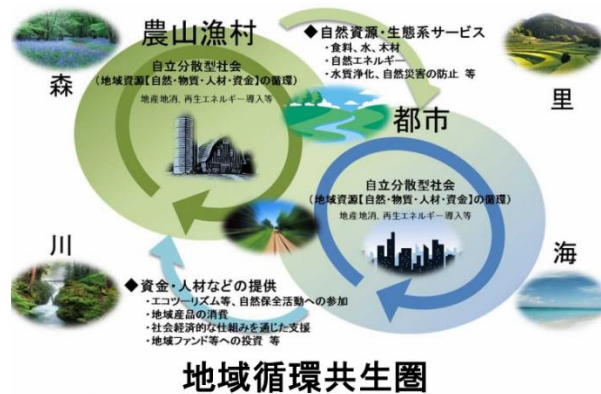 農山漁村
森
自立分散型社会
(地域資源【自然・物質・人材・資金】の循環)
地産地消、再生エネルギー導入等
◆自然資源・生態系サービス
・食料、水、木材
・自然エネルギー
・水質浄化、自然災害の防止 等
里
都市
自立分散型社会
(地域資源【自然・物質・人材・資金】の循環)
地産地消、再生エネルギー導入等
川
海
◆資金・人材などの提供
・エコツーリズム等、自然保全活動への参加
・地域産品の消費
・社会経済的な仕組みを通じた支援
・地域ファンド等への投資 等
地域循環共生圏